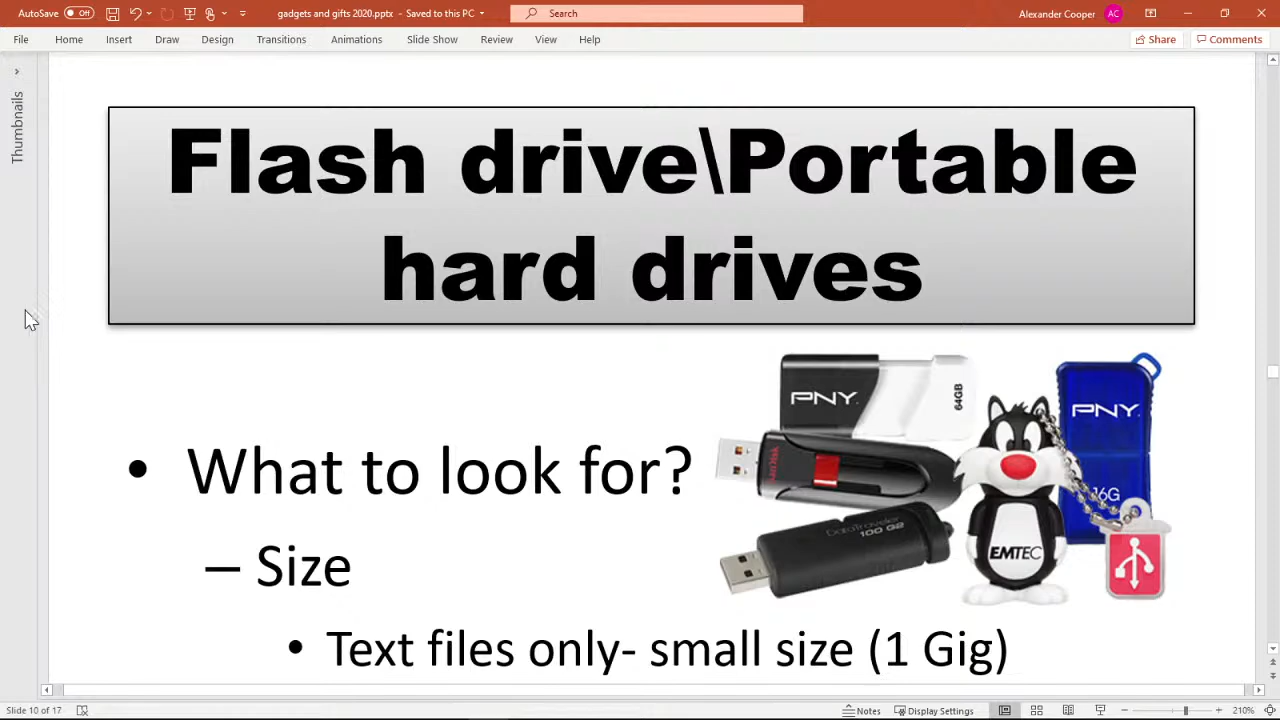 AutoSave Off gadgets and gifts 2020.pptx - Saved to this PC Search Alexander Cooper AC
File Home Insert Draw Design Transitions Animations Slide Show Review View Help Share Comments
Thumbnails
Flash drive\Portable
hard drives
PNY
64GB
PNY
16G
SanDisk
DataTraveler
100 G2
EMTEC
• What to look for?
– Size
• Text files only- small size (1 Gig)
Slide 10 of 17 Notes Display Settings 210%